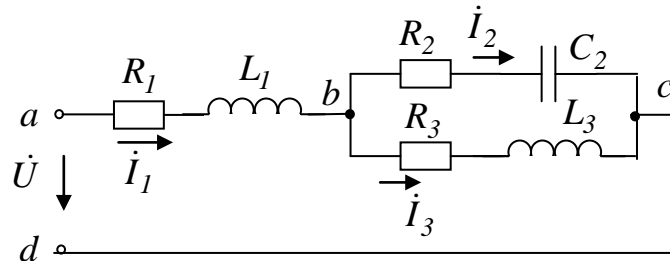 R₂ İ₂ C₂
R₁ L₁ b c
a R₃ L₃
U̇ İ₁ İ₃
d